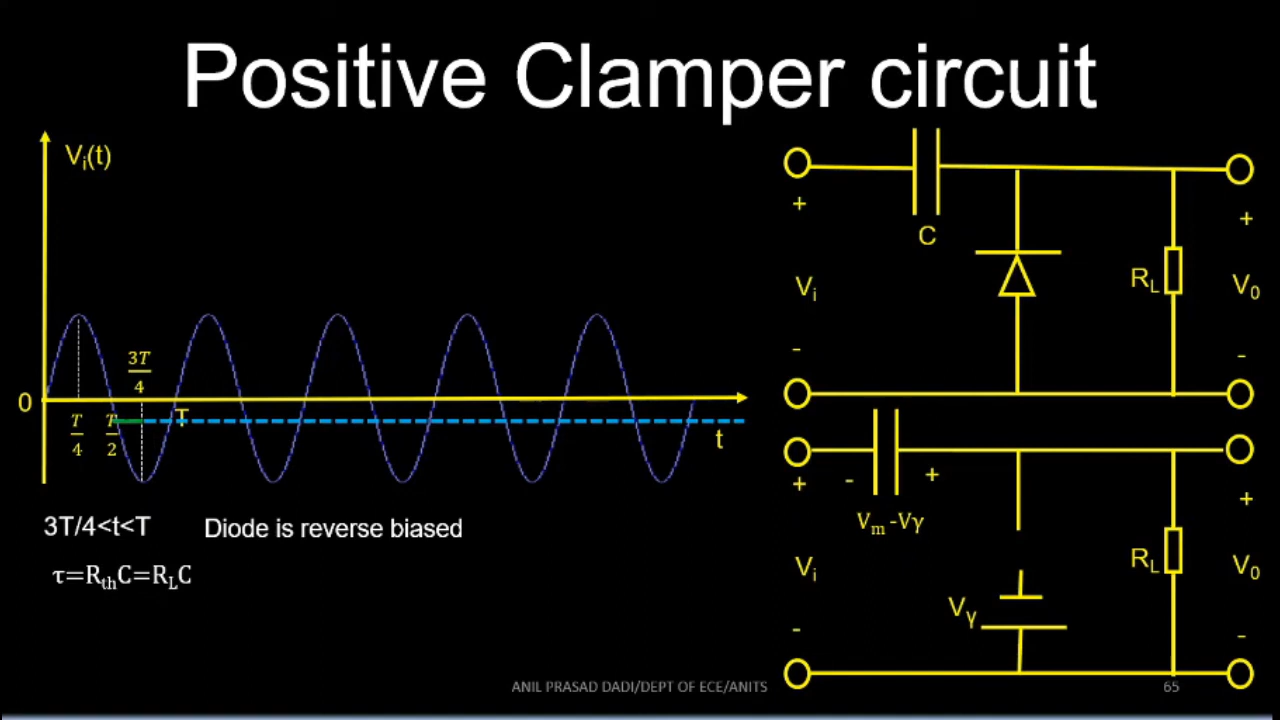 Positive Clamper circuit
Vi(t)
0
T/4
T/2
3T/4
T
t
3T/4<t<T
Diode is reverse biased
τ=RthC=RLC
+
C
Vi
-
RL
+
V0
-
+
-
+
Vm -Vγ
Vi
-
Vγ
RL
+
V0
-
ANIL PRASAD DADI/DEPT OF ECE/ANITS
65